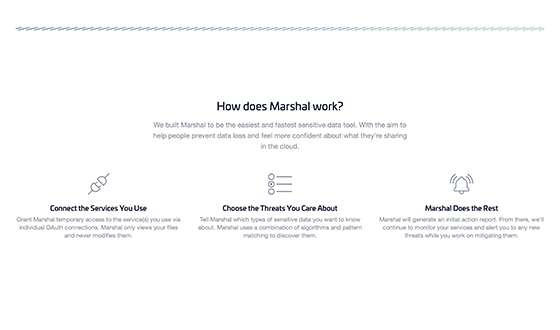 How does Marshal work?
We built Marshal to be the easiest and fastest sensitive data tool. With the aim to
help people prevent data loss and feel more confident about what they're sharing
in the cloud.
Connect the Services You Use
Grant Marshal temporary access to the service(s) you use via
individual OAuth connections. Marshal only views your files
and never modifies them.
Choose the Threats You Care About
Tell Marshal which types of sensitive data you want to know
about. Marshal uses a combination of algorithms and pattern
matching to discover them.
Marshal Does the Rest
Marshal will generate an initial action report. From there, we'll
continue to monitor your services and alert you to any new
threats while you work on mitigating them.